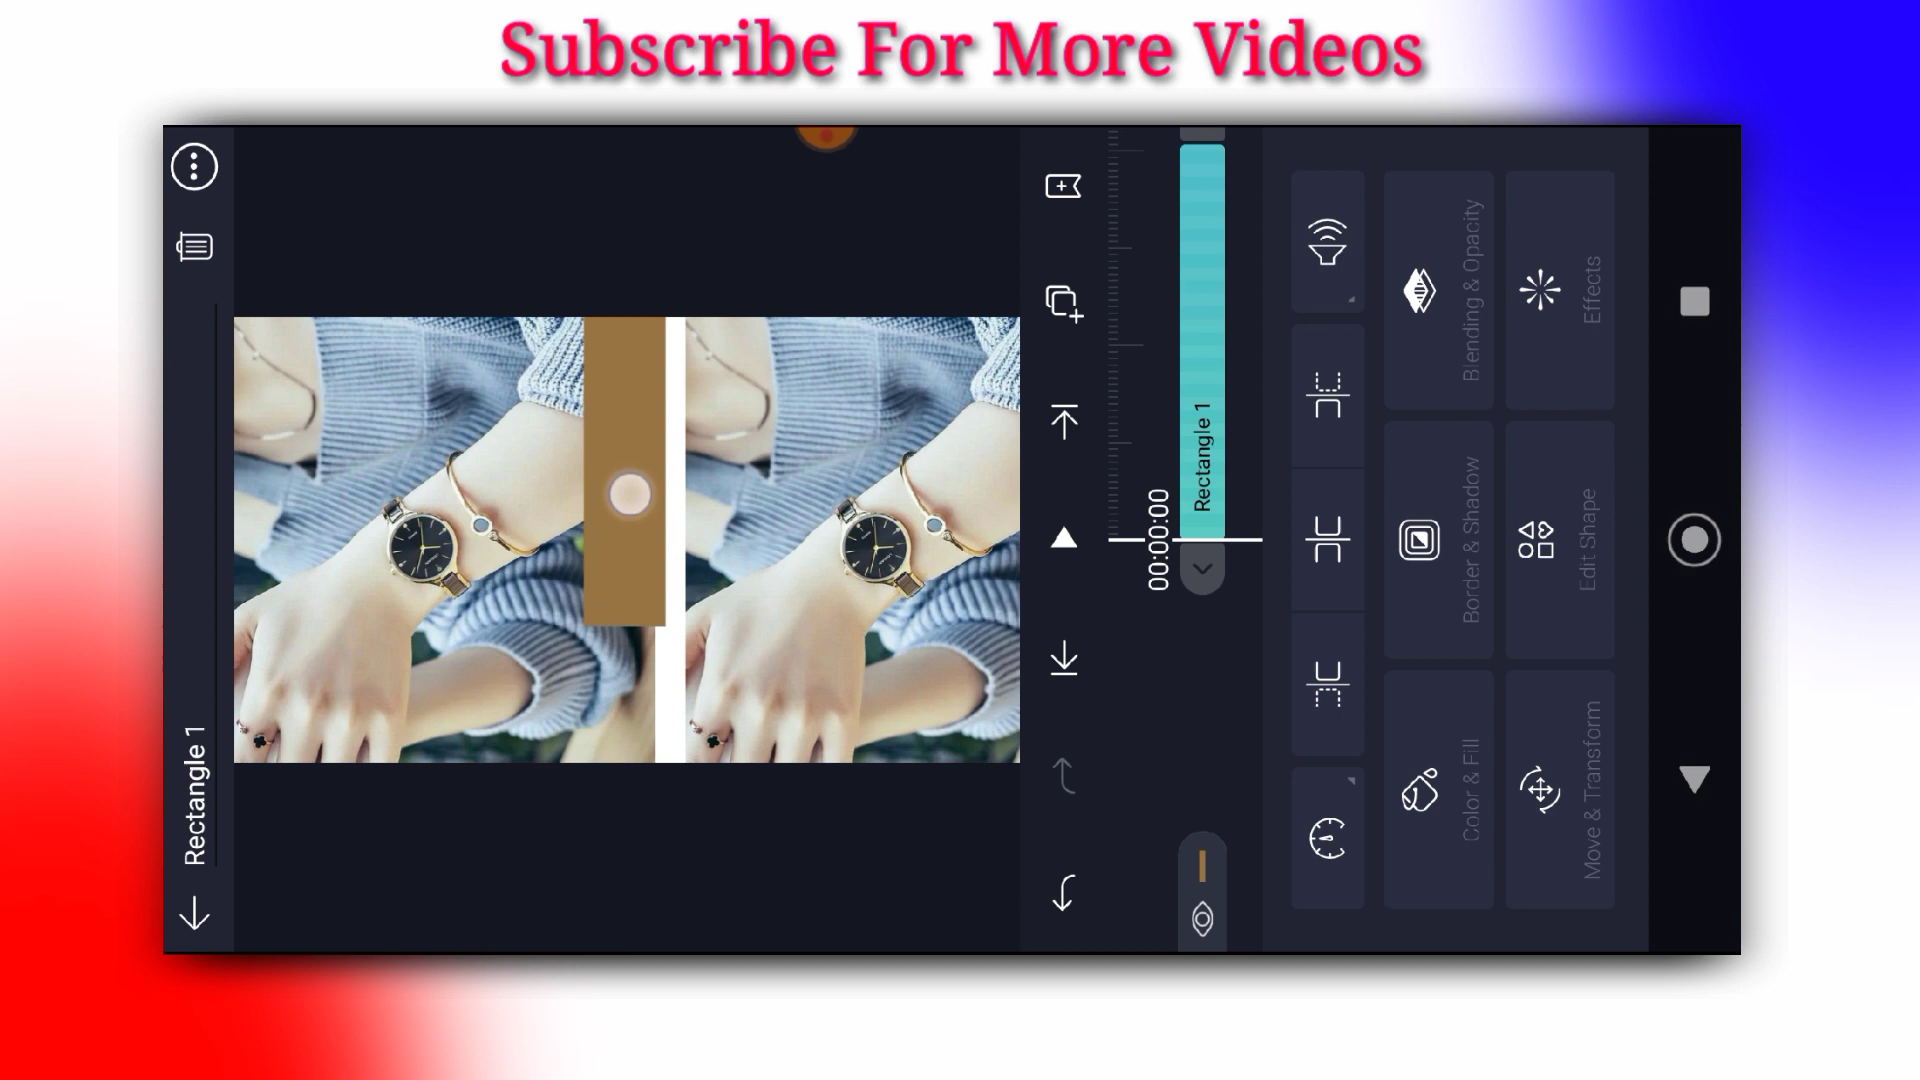 Subscribe For More Videos
Rectangle 1
00:00:00
Rectangle 1
Color & Fill
Border & Shadow
Blending & Opacity
Move & Transform
Edit Shape
Effects